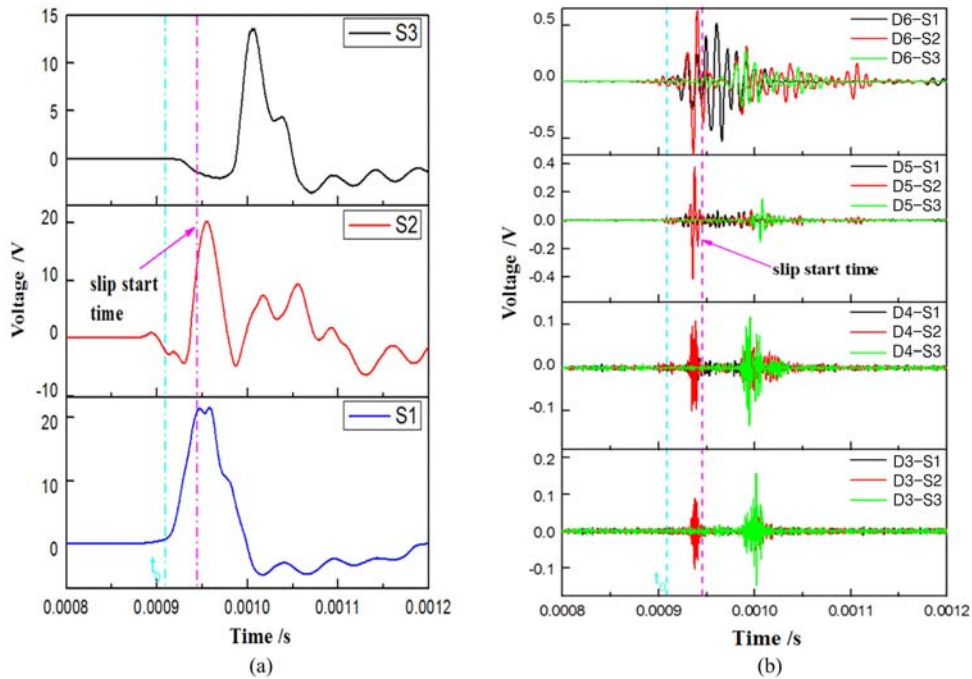 15
10
5
0
S3
20
10
0
-10
S2
slip start
time
20
10
0
S1
Voltage /V
0.0008
0.0009
0.0010
0.0011
0.0012
Time /s
(a)
0.5
0.0
-0.5
D6-S1
D6-S2
D6-S3
0.4
0.2
0.0
-0.2
-0.4
D5-S1
D5-S2
D5-S3
slip start time
0.1
0.0
-0.1
D4-S1
D4-S2
D4-S3
0.2
0.1
0.0
-0.1
D3-S1
D3-S2
D3-S3
Voltage /V
0.0008
0.0009
0.0010
0.0011
0.0012
Time /s
(b)